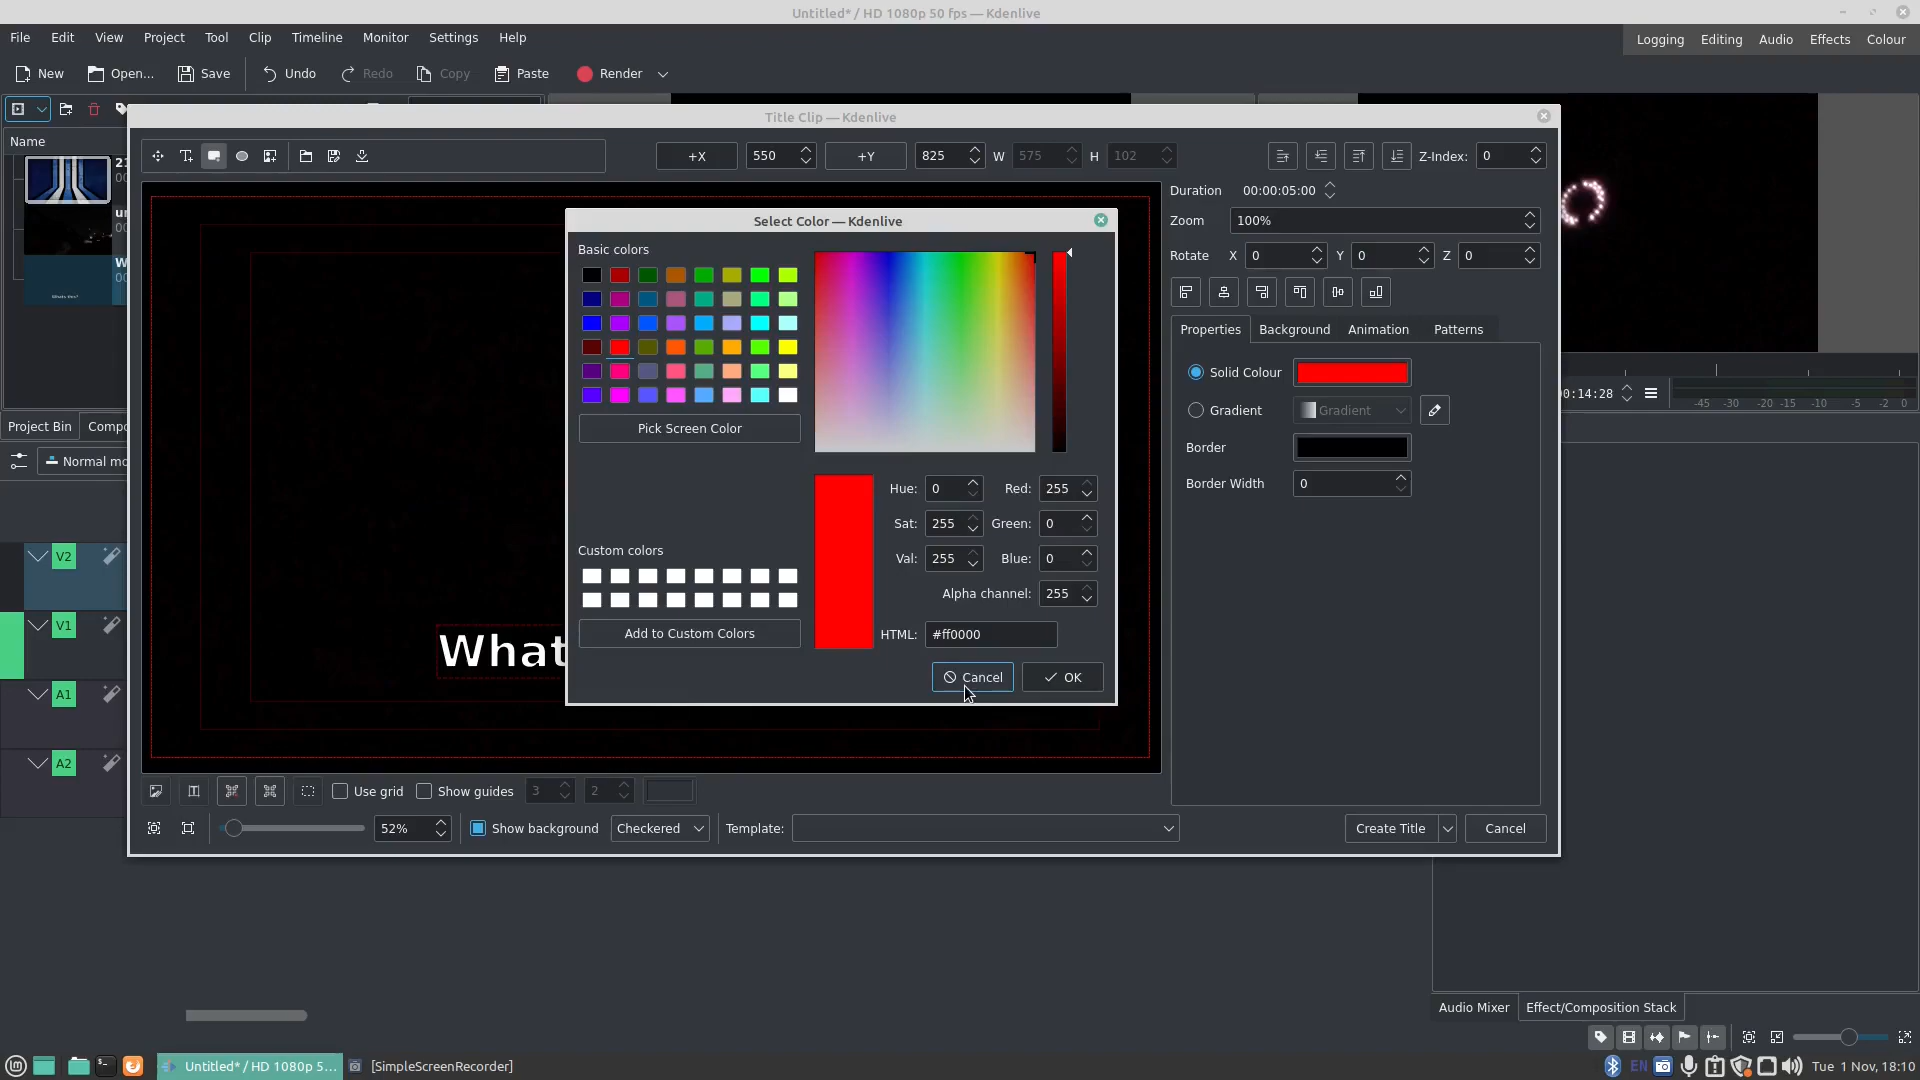 Untitled* / HD 1080p 50 fps — Kdenlive
File Edit View Project Tool Clip Timeline Monitor Settings Help
Logging Editing Audio Effects Colour
New Open... Save Undo Redo Copy Paste Render
Title Clip — Kdenlive
Name
+X 550 +Y 825 W 575 H 102 Z-Index: 0
Duration 00:00:05:00
Zoom 100%
Rotate X 0 Y 0 Z 0
Select Color — Kdenlive
Basic colors
Pick Screen Color
Custom colors
Add to Custom Colors
Hue: 0 Red: 255
Sat: 255 Green: 0
Val: 255 Blue: 0
Alpha channel: 255
HTML: #ff0000
Cancel OK
Properties Background Animation Patterns
Solid Colour
Gradient Gradient
Border
Border Width 0
0:14:28
-45 -30 -20 -15 -10 -5 -2 0
Whats this?
Project Bin Compo
Normal mo
V2
V1
A1
A2
What
Use grid Show guides 3 2
52% Show background Checkered Template: Create Title Cancel
Audio Mixer Effect/Composition Stack
Untitled* / HD 1080p 5... [SimpleScreenRecorder] EN Tue 1 Nov, 18:10